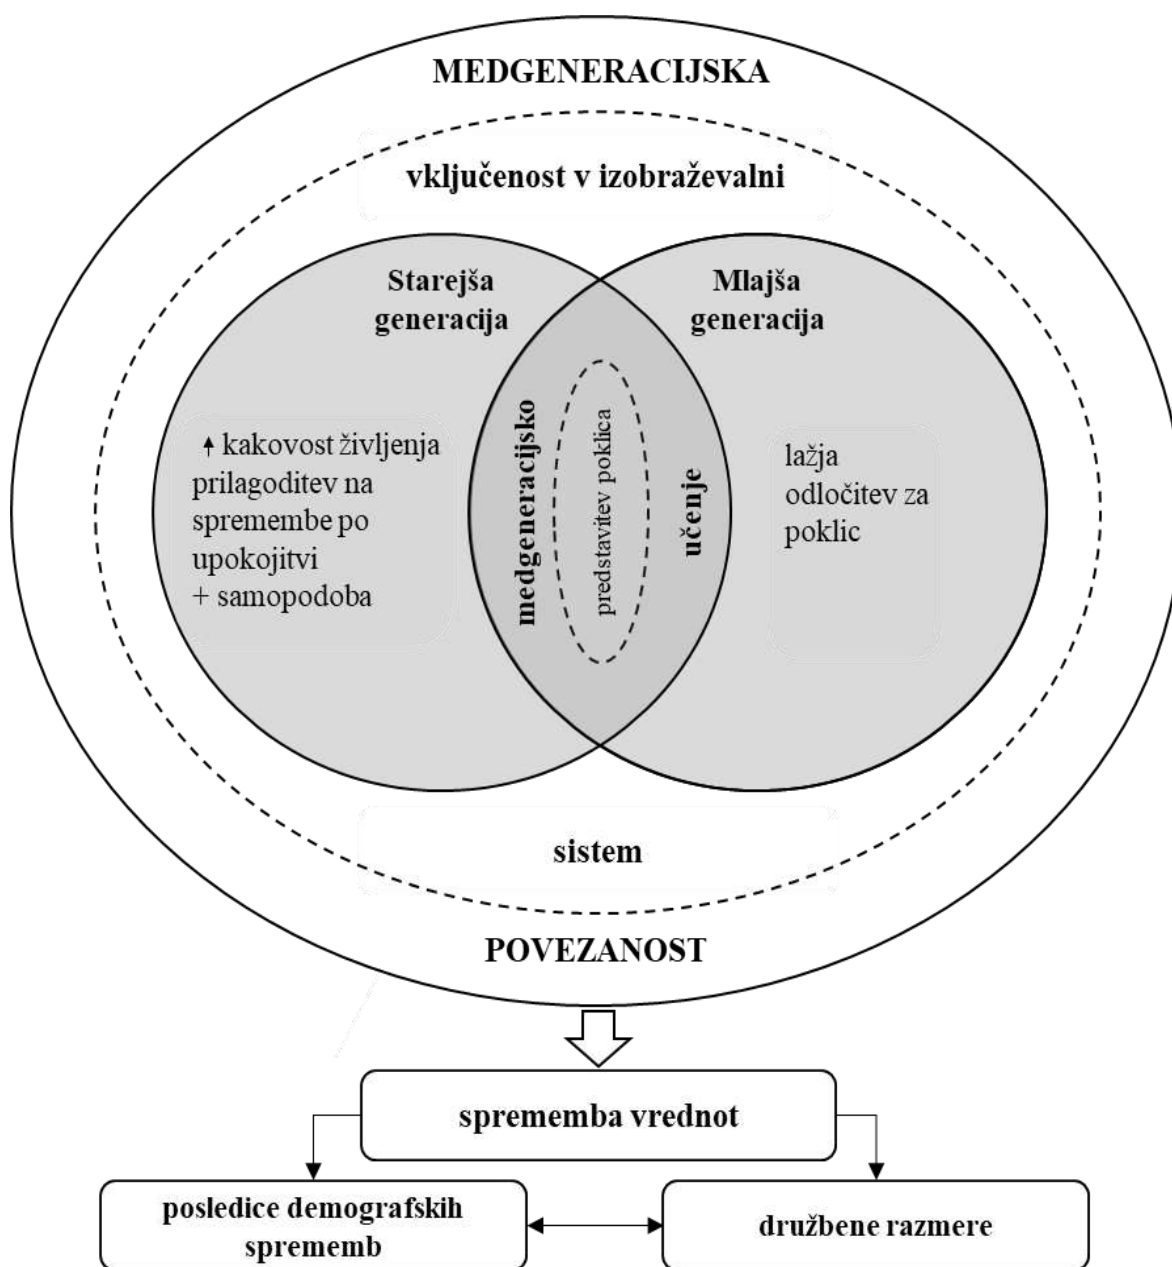 MEDGENERACIJSKA
vključenost v izobraževalni
Starejša
generacija
Mlajša
generacija
↑ kakovost življenja
prilagoditev na
spremembe po
upokojitvi
+ samopodoba
medgeneracijsko
predstavitev poklica
učenje
lažja
odločitev za
poklic
sistem
POVEZANOST
sprememba vrednot
posledice demografskih
sprememb
družbene razmere